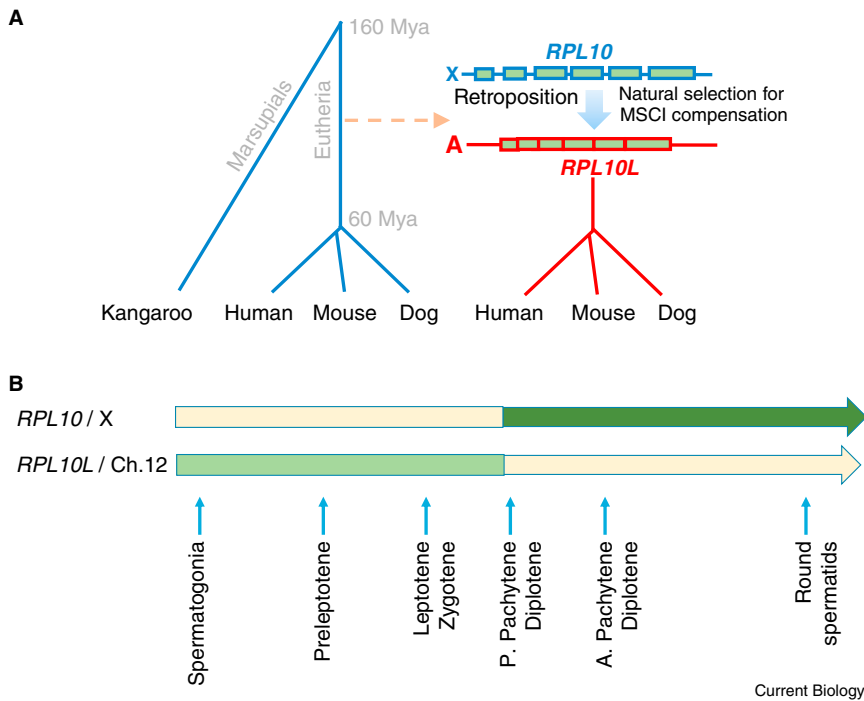 A
160 Mya
Marsupials
Eutheria
60 Mya
Kangaroo
Human
Mouse
Dog
RPL10
X
Retroposition
Natural selection for
MSCI compensation
A
RPL10L
Human
Mouse
Dog
B
RPL10 / X
RPL10L / Ch.12
Spermatogonia
Preleptotene
Leptotene
Zygotene
P. Pachytene
Diplotene
A. Pachytene
Diplotene
Round
spermatids
Current Biology